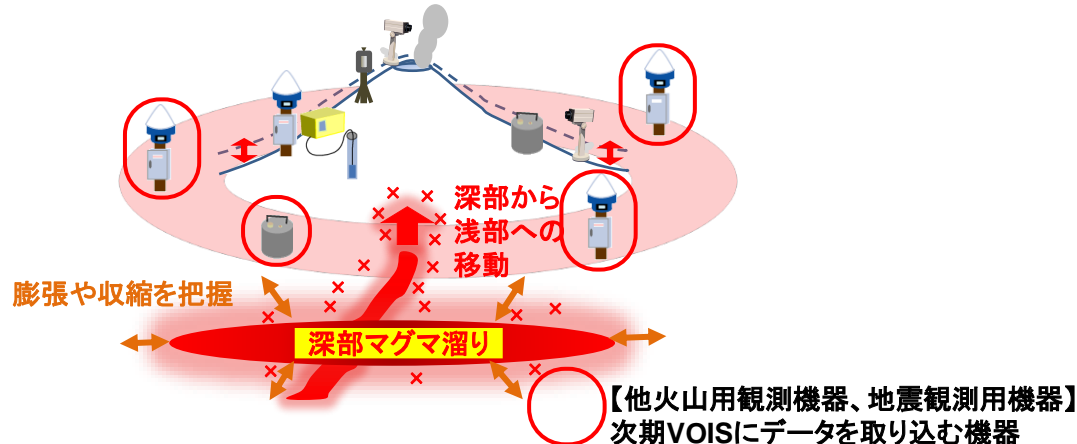 深部から
浅部への
移動
膨張や収縮を把握
深部マグマ溜り
【他火山用観測機器、地震観測用機器】
次期VOISにデータを取り込む機器